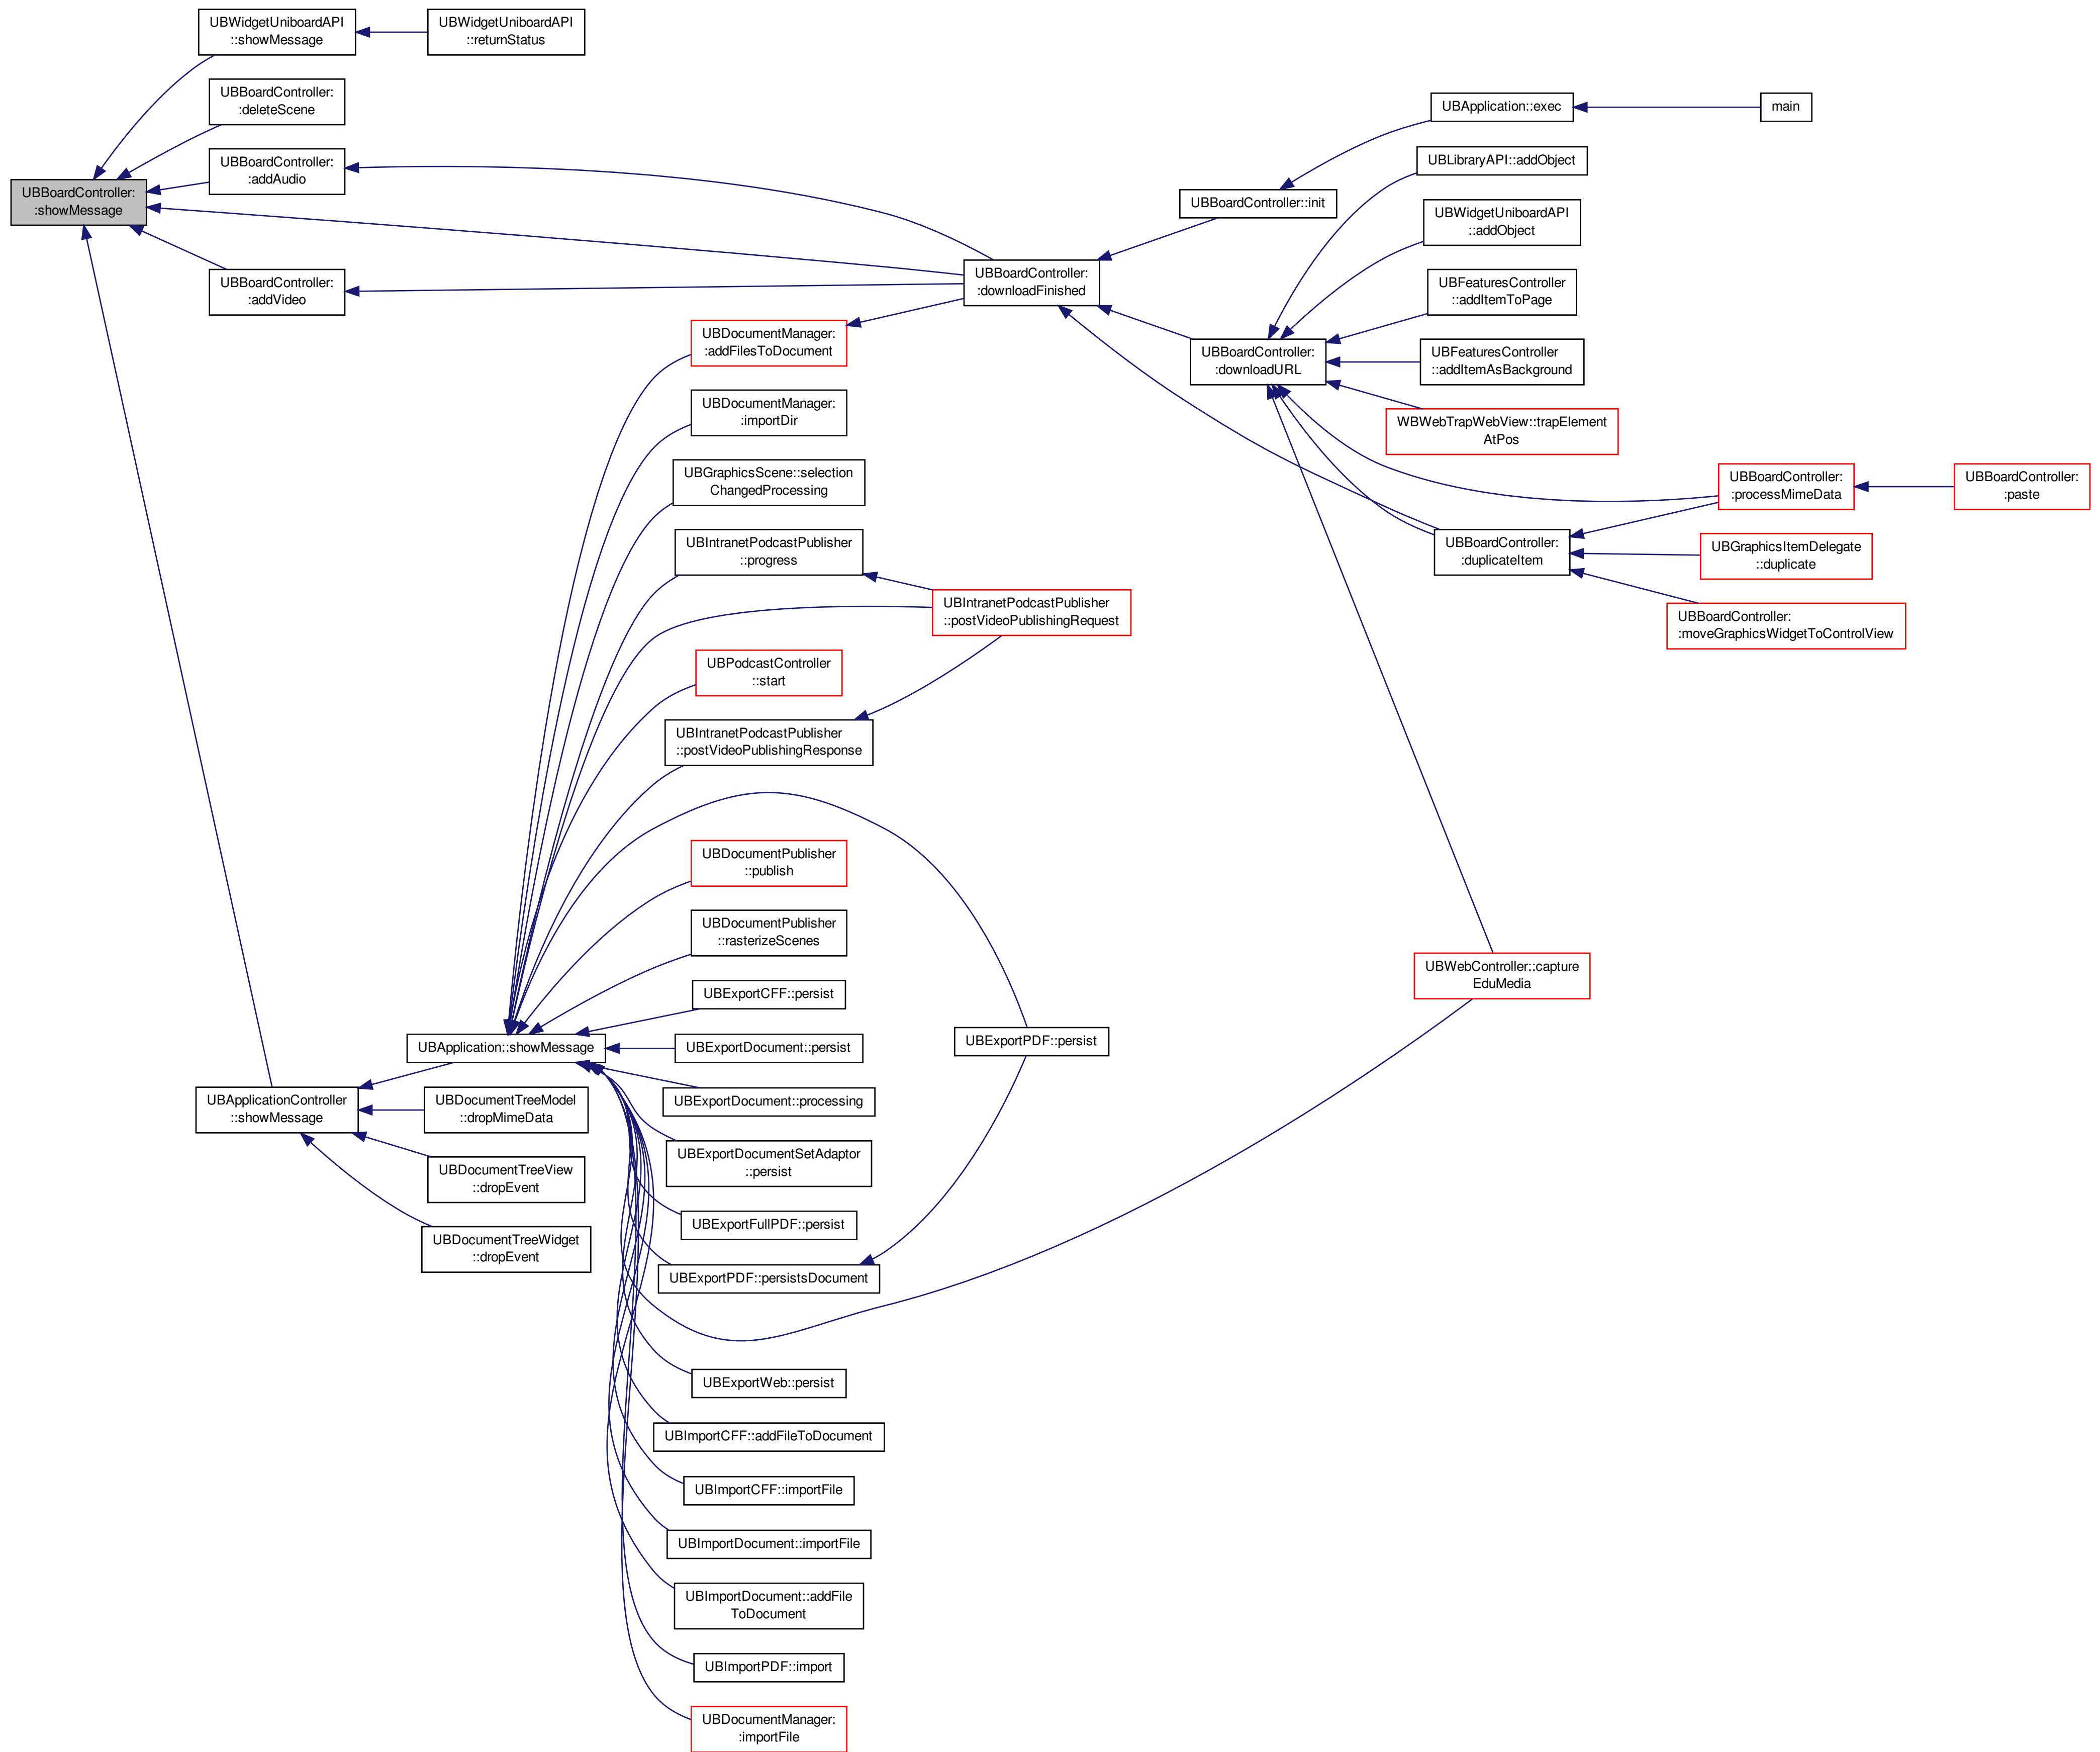 UBWidgetUniboardAPI
::showMessage
UBWidgetUniboardAPI
::returnStatus
UBBoardController:
:deleteScene
UBBoardController:
:addAudio
UBBoardController:
:showMessage
UBBoardController:
:addVideo
UBApplication::exec
main
UBLibraryAPI::addObject
UBBoardController::init
UBWidgetUniboardAPI
::addObject
UBBoardController:
:downloadFinished
UBFeaturesController
::addItemToPage
UBDocumentManager:
:addFilesToDocument
UBBoardController:
:downloadURL
UBFeaturesController
::addItemAsBackground
UBDocumentManager:
:importDir
WBWebTrapWebView::trapElement
AtPos
UBGraphicsScene::selection
ChangedProcessing
UBBoardController:
:processMimeData
UBBoardController:
:paste
UBIntranetPodcastPublisher
::progress
UBBoardController:
:duplicateItem
UBGraphicsItemDelegate
::duplicate
UBIntranetPodcastPublisher
::postVideoPublishingRequest
UBBoardController:
:moveGraphicsWidgetToControlView
UBPodcastController
::start
UBIntranetPodcastPublisher
::postVideoPublishingResponse
UBDocumentPublisher
::publish
UBDocumentPublisher
::rasterizeScenes
UBWebController::capture
EduMedia
UBExportCFF::persist
UBApplication::showMessage
UBExportDocument::persist
UBExportPDF::persist
UBApplicationController
::showMessage
UBDocumentTreeModel
::dropMimeData
UBExportDocument::processing
UBDocumentTreeView
::dropEvent
UBExportDocumentSetAdaptor
::persist
UBDocumentTreeWidget
::dropEvent
UBExportFullPDF::persist
UBExportPDF::persistsDocument
UBExportWeb::persist
UBImportCFF::addFileToDocument
UBImportCFF::importFile
UBImportDocument::importFile
UBImportDocument::addFile
ToDocument
UBImportPDF::import
UBDocumentManager:
:importFile